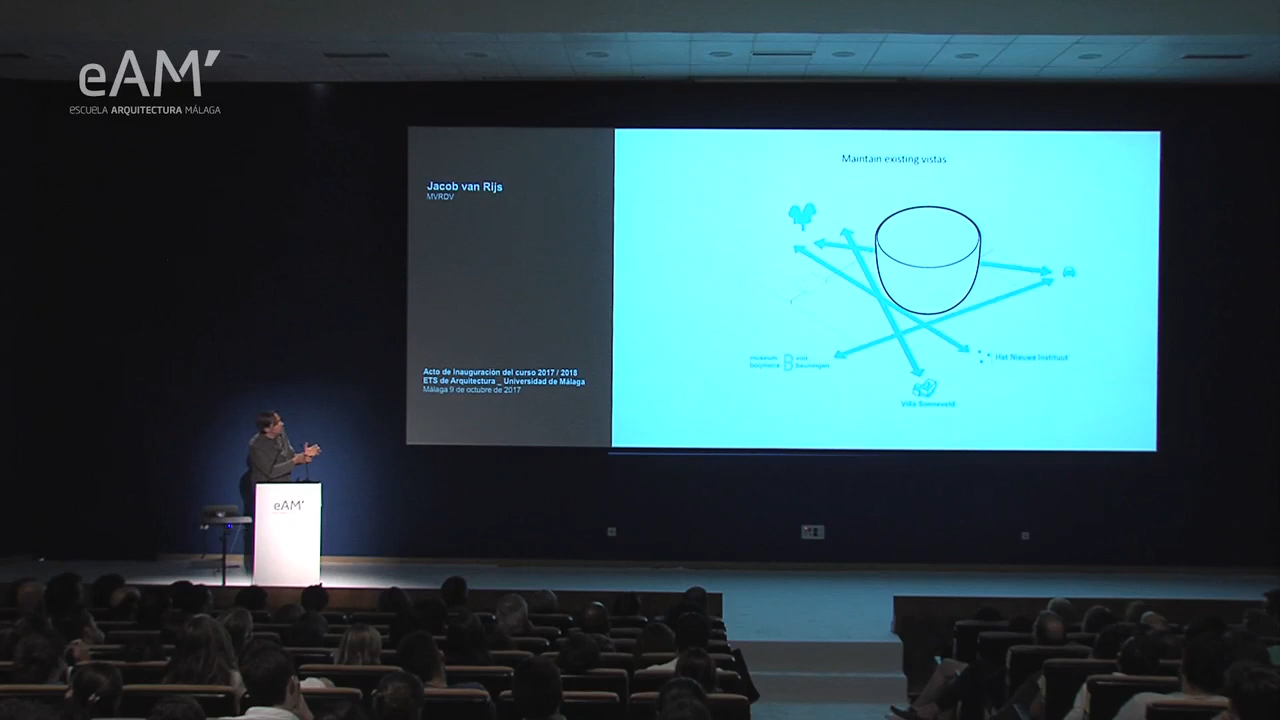 eAM'
ESCUELA ARQUITECTURA MÁLAGA
Jacob van Rijs
MVRDV
Acto de Inauguración del curso 2017 / 2018
ETS de Arquitectura _ Universidad de Málaga
Málaga 9 de octubre de 2017
Maintain existing vistas
museum
boijmans
B
van
beuningen
Het Nieuwe Instituut
Villa Sonneveld
eAM'